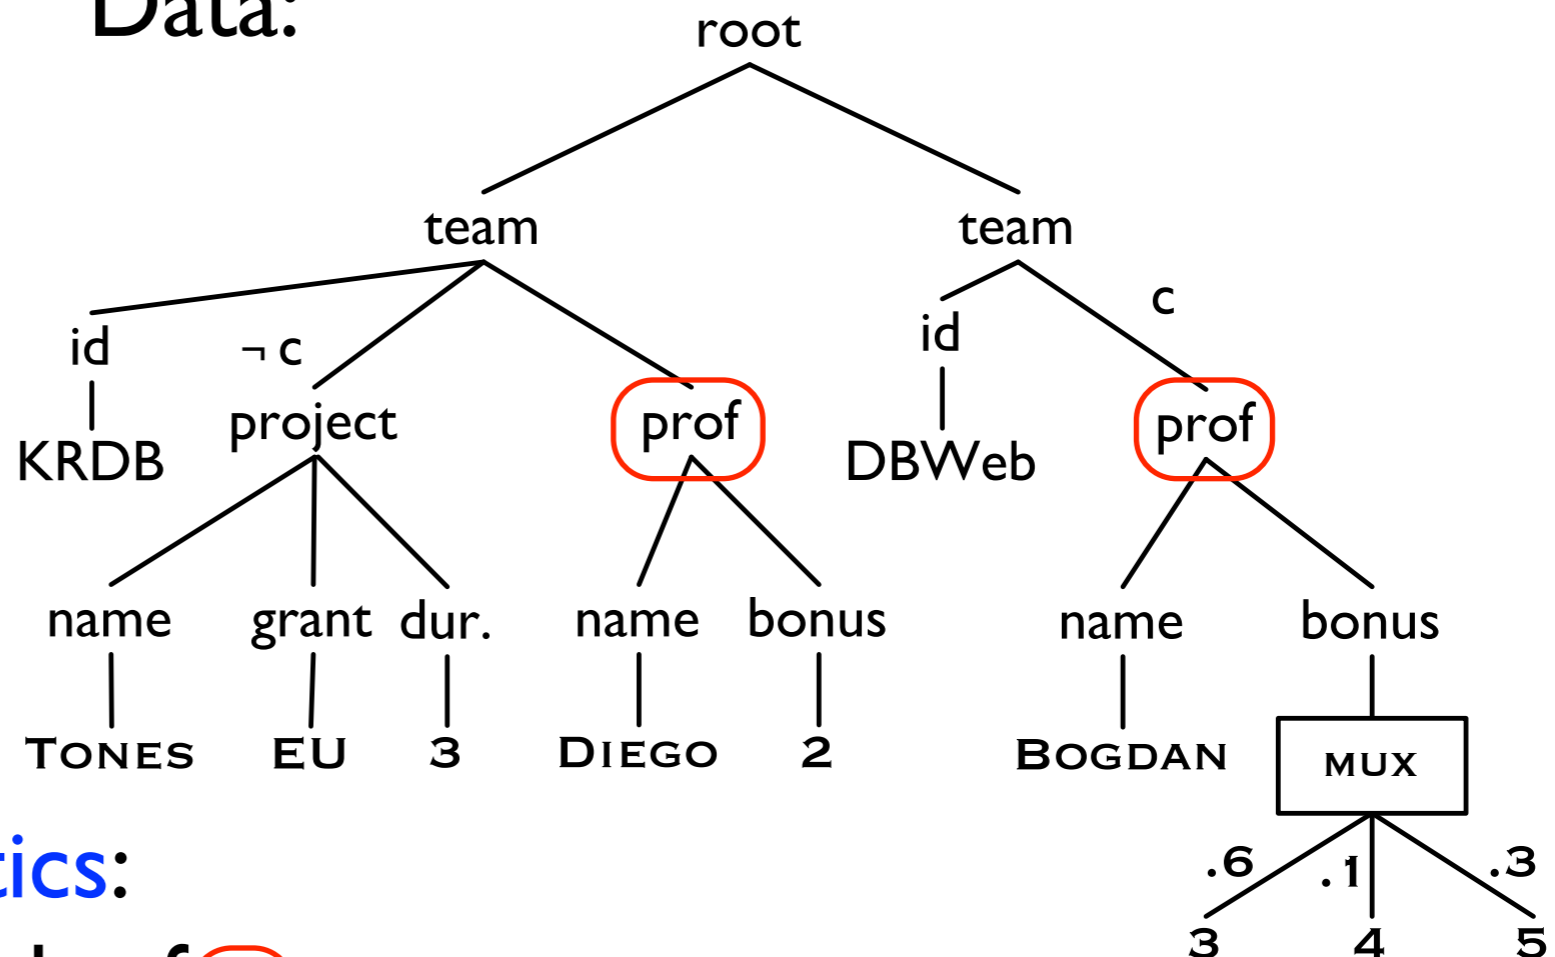 Data:
root
team team
c
id ¬ c id
project prof prof
KRDB DBWeb
name grant dur. name bonus name bonus
TONES EU 3 DIEGO 2 BOGDAN MUX
tics:
.6 .1 .3
3 4 5